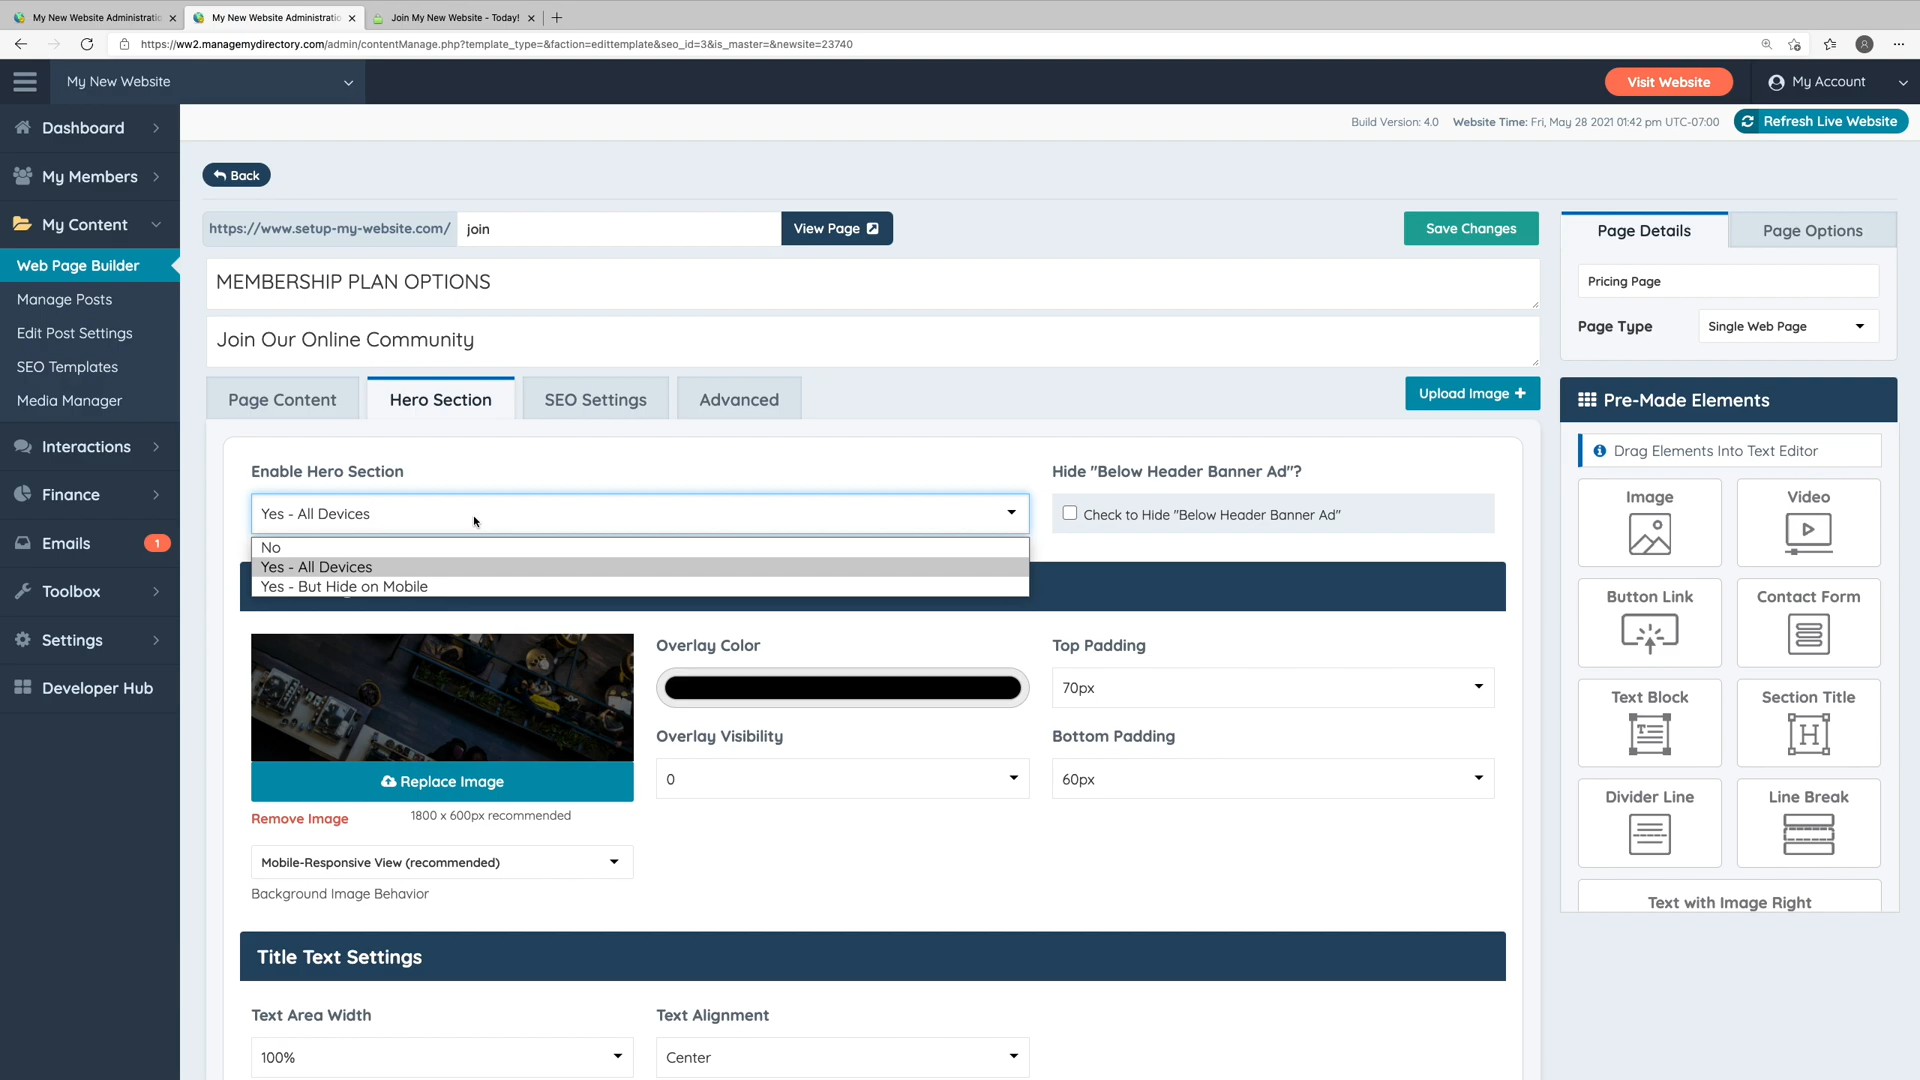 My New Website Administratio
My New Website Administratio
Join My New Website - Today!
https://ww2.managemydirectory.com/admin/contentManage.php?template_type=&faction=edittemplate&seo_id=3&is_master=&newsite=23740
My New Website
Visit Website
My Account
Build Version: 4.0
Website Time: Fri, May 28 2021 01:42 pm UTC-07:00
Refresh Live Website
Dashboard
My Members
My Content
Web Page Builder
Manage Posts
Edit Post Settings
SEO Templates
Media Manager
Interactions
Finance
Emails
1
Toolbox
Settings
Developer Hub
Back
https://www.setup-my-website.com/
join
View Page
Save Changes
MEMBERSHIP PLAN OPTIONS
Join Our Online Community
Page Content
Hero Section
SEO Settings
Advanced
Upload Image +
Enable Hero Section
Yes - All Devices
No
Yes - All Devices
Yes - But Hide on Mobile
Hide "Below Header Banner Ad"?
Check to Hide "Below Header Banner Ad"
Replace Image
Remove Image
1800 x 600px recommended
Mobile-Responsive View (recommended)
Background Image Behavior
Overlay Color
Overlay Visibility
0
Top Padding
70px
Bottom Padding
60px
Title Text Settings
Text Area Width
100%
Text Alignment
Center
Page Details
Page Options
Pricing Page
Page Type
Single Web Page
Pre-Made Elements
Drag Elements Into Text Editor
Image
Video
Button Link
Contact Form
Text Block
Section Title
Divider Line
Line Break
Text with Image Right